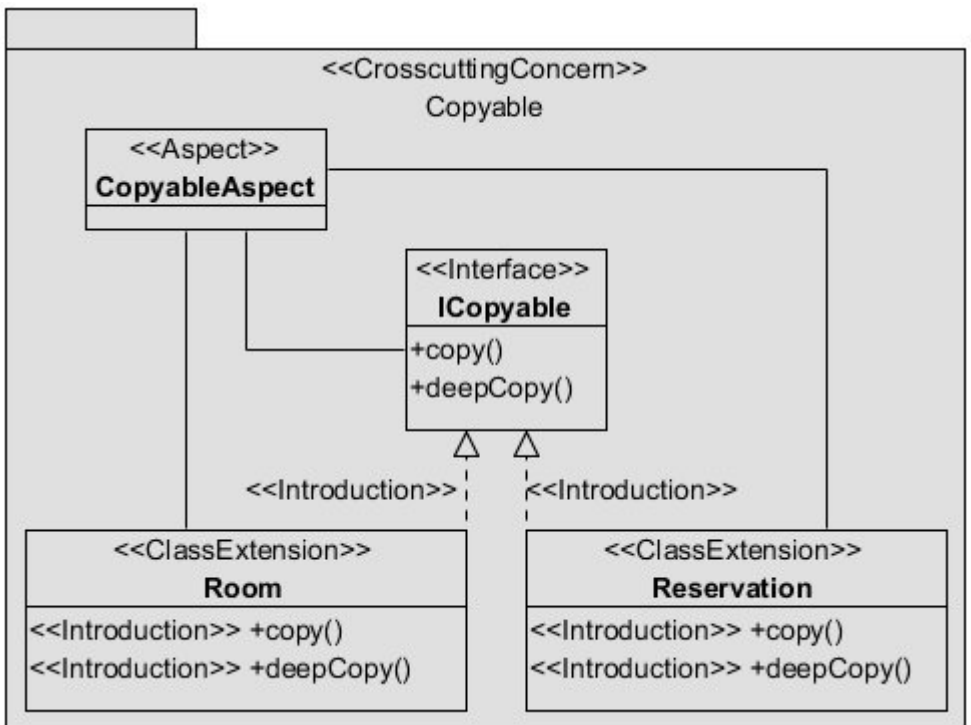 <<CrosscuttingConcern>>
Copyable
<<Aspect>>
CopyableAspect
<<Interface>>
ICopyable
+copy()
+deepCopy()
<<Introduction>>
<<Introduction>>
<<ClassExtension>>
Room
<<Introduction>> +copy()
<<Introduction>> +deepCopy()
<<ClassExtension>>
Reservation
<<Introduction>> +copy()
<<Introduction>> +deepCopy()